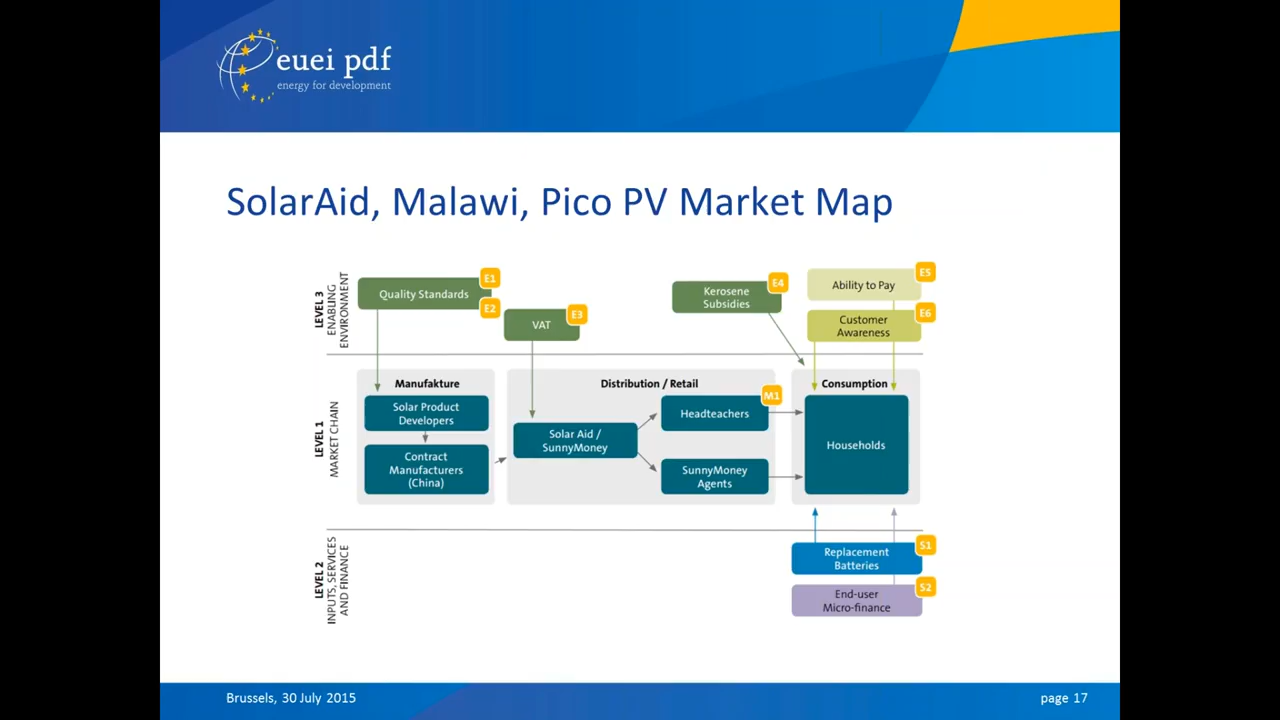 euei pdf
energy for development
SolarAid, Malawi, Pico PV Market Map
LEVEL 3
ENABLING
ENVIRONMENT
Quality Standards
E1
E2
VAT
E3
Kerosene
Subsidies
E4
Ability to Pay
E5
Customer
Awareness
E6
LEVEL 1
MARKET CHAIN
Manufakture
Solar Product
Developers
Contract
Manufacturers
(China)
Distribution / Retail
Solar Aid /
SunnyMoney
Headteachers
M1
SunnyMoney
Agents
Consumption
Households
LEVEL 2
INPUTS, SERVICES
AND FINANCE
Replacement
Batteries
S1
End-user
Micro-finance
S2
Brussels, 30 July 2015
page 17